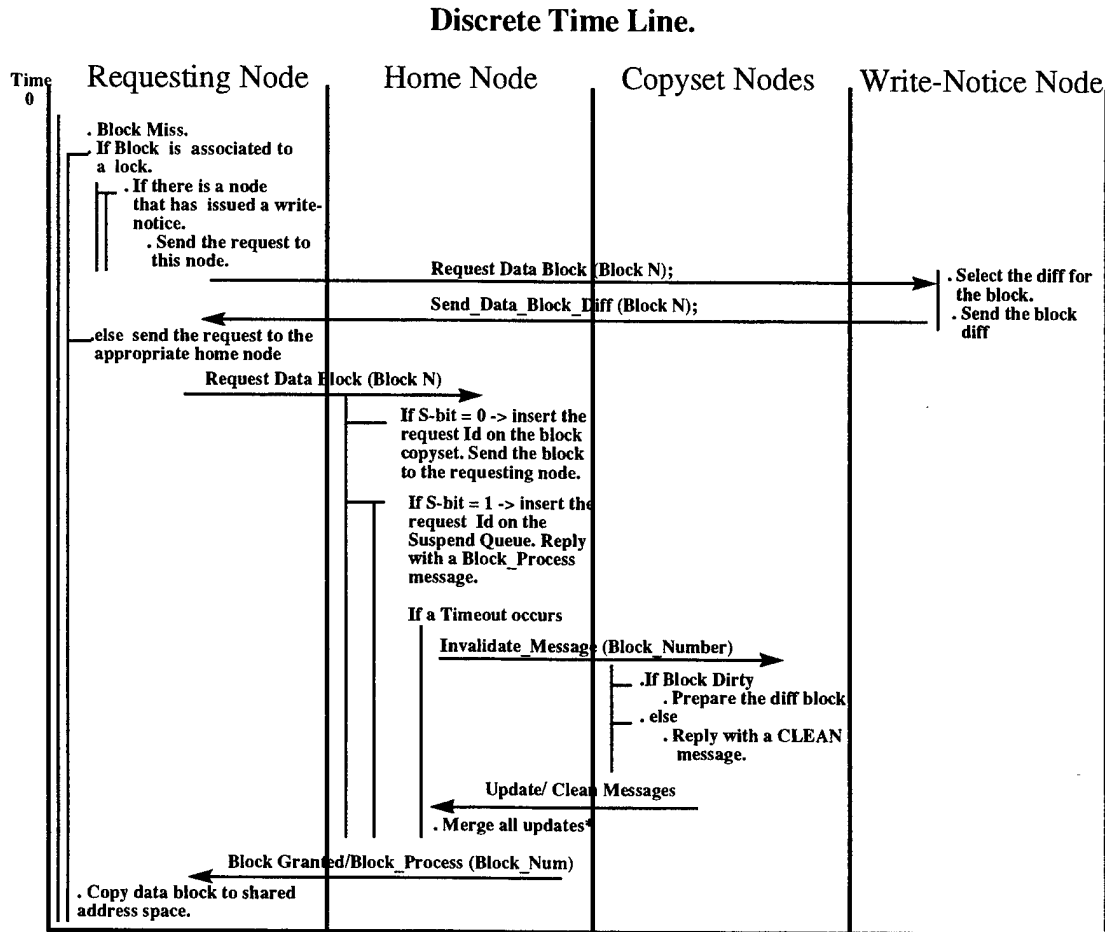 Discrete Time Line.
Time
0
Requesting Node
Home Node
Copyset Nodes
Write-Notice Node
. Block Miss.
. If Block is associated to
a lock.
. If there is a node
that has issued a write-
notice.
. Send the request to
this node.
Request Data Block (Block N);
. Select the diff for
the block.
. Send the block
diff
Send_Data_Block_Diff (Block N);
.else send the request to the
appropriate home node
Request Data Block (Block N)
If S-bit = 0 -> insert the
request Id on the block
copyset. Send the block
to the requesting node.
If S-bit = 1 -> insert the
request Id on the
Suspend Queue. Reply
with a Block_Process
message.
If a Timeout occurs
Invalidate_Message (Block_Number)
.If Block Dirty
. Prepare the diff block
. else
. Reply with a CLEAN
message.
Update/ Clean Messages
. Merge all updates*
Block Granted/Block_Process (Block_Num)
. Copy data block to shared
address space.